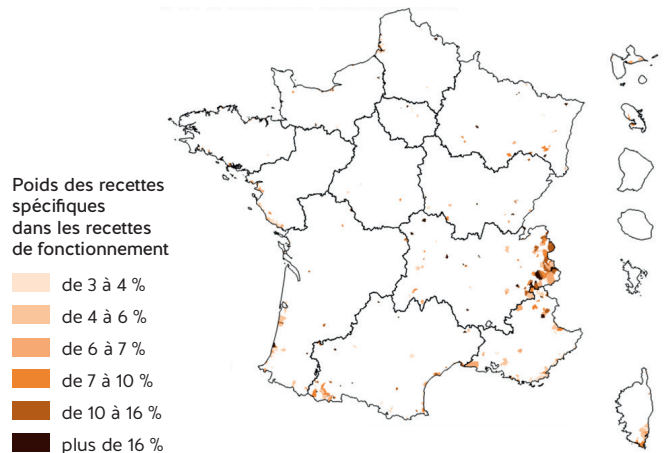 Poids des recettes
spécifiques
dans les recettes
de fonctionnement
de 3 à 4 %
de 4 à 6 %
de 6 à 7 %
de 7 à 10 %
de 10 à 16 %
plus de 16 %